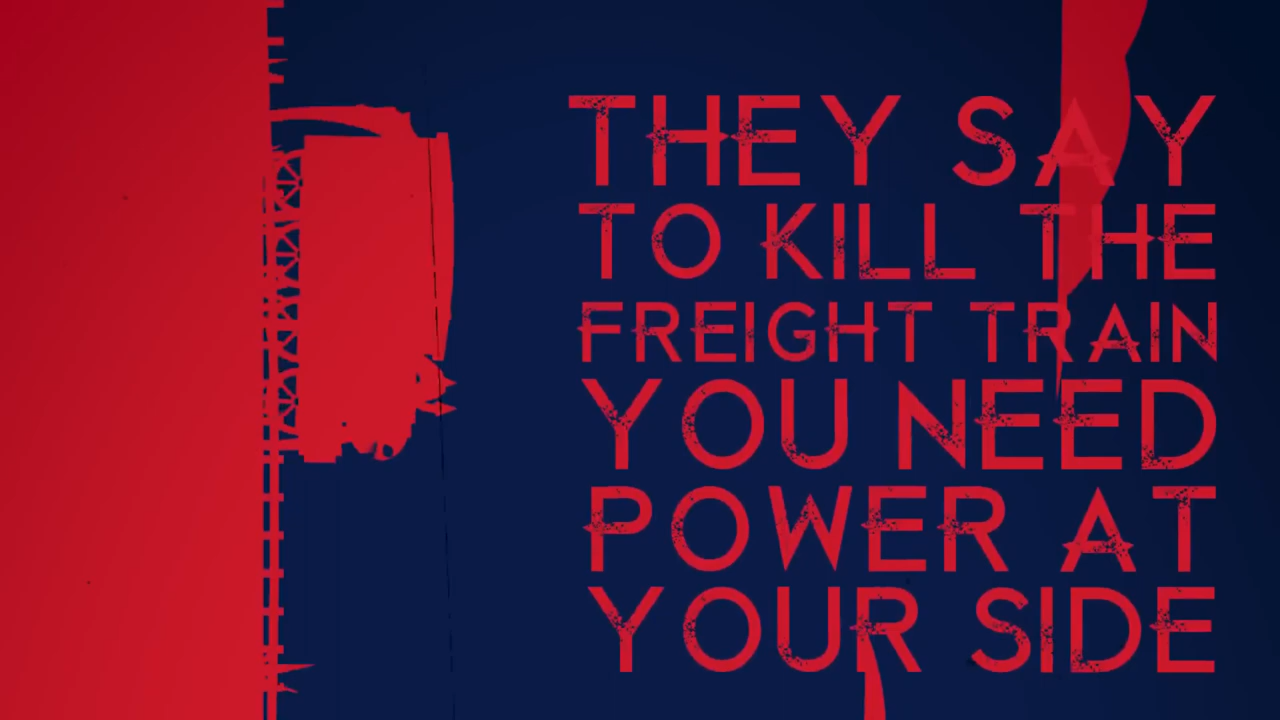 THEY SAY
TO KILL THE
FREIGHT TRAIN
YOU NEED
POWER AT
YOUR SIDE